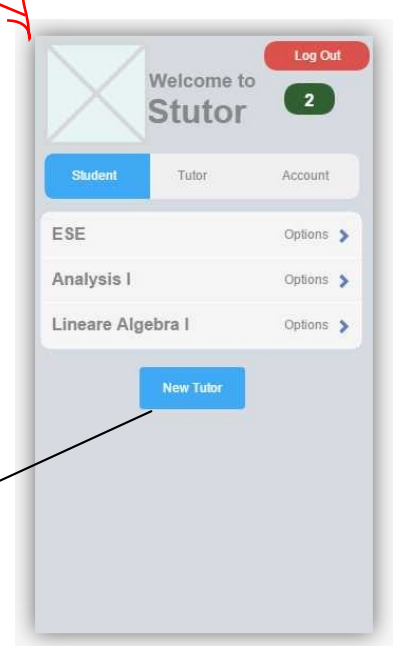 Log Out
Welcome to
Stutor
2
Student Tutor Account
ESE Options
Analysis I Options
Lineare Algebra I Options
New Tutor